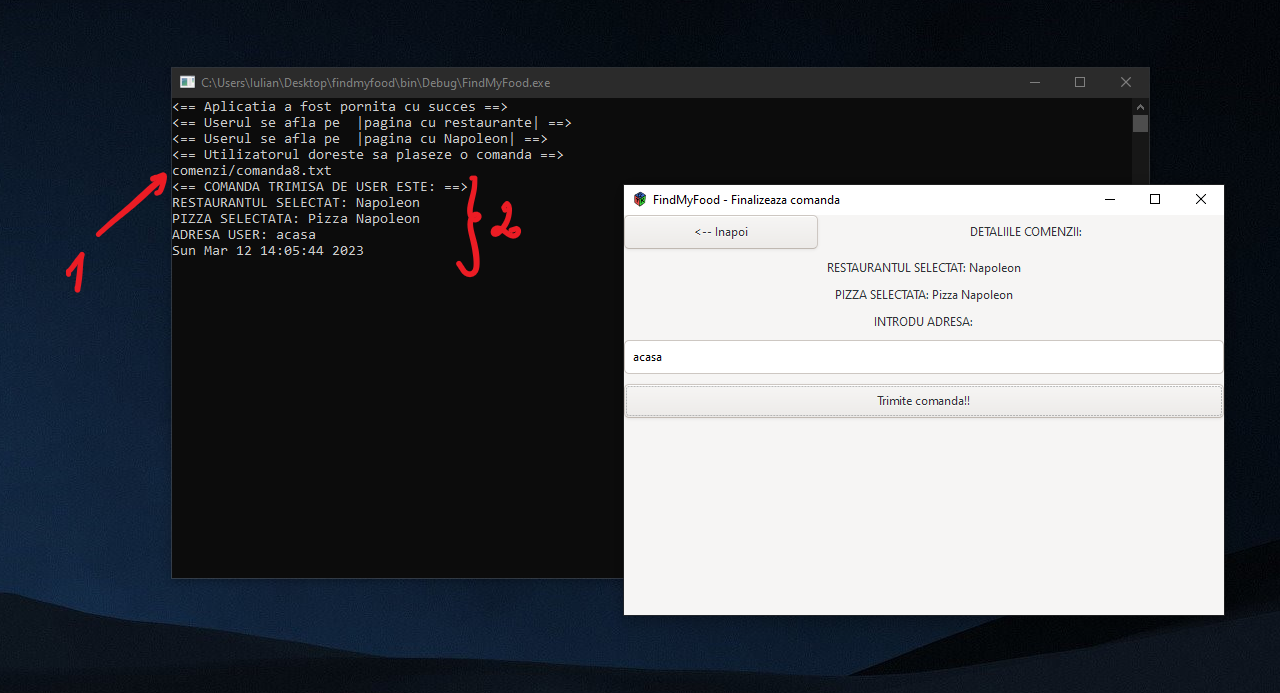 C:\Users\Iulian\Desktop\findmyfood\bin\Debug\FindMyFood.exe
<== Aplicatia a fost pornita cu succes ==>
<== Userul se afla pe  |pagina cu restaurante| ==>
<== Userul se afla pe  |pagina cu Napoleon| ==>
<== Utilizatorul doreste sa plaseze o comanda ==>
comenzi/comanda8.txt
<== COMANDA TRIMISA DE USER ESTE: ==>
RESTAURANTUL SELECTAT: Napoleon
PIZZA SELECTATA: Pizza Napoleon
ADRESA USER: acasa
Sun Mar 12 14:05:44 2023
1
2
FindMyFood - Finalizeaza comanda
<-- Inapoi
DETALIILE COMENZII:
RESTAURANTUL SELECTAT: Napoleon
PIZZA SELECTATA: Pizza Napoleon
INTRODU ADRESA:
acasa
Trimite comanda!!